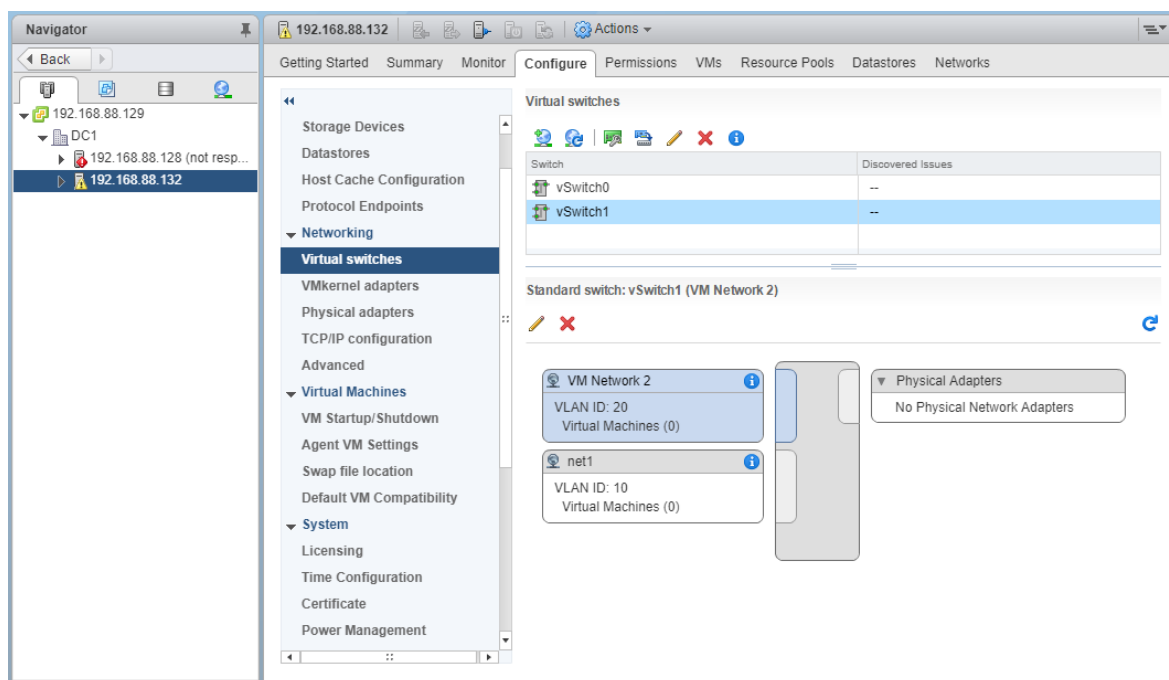 Navigator
Back
192.168.88.129
DC1
192.168.88.128 (not resp...
192.168.88.132
192.168.88.132
Actions
Getting Started Summary Monitor Configure Permissions VMs Resource Pools Datastores Networks
Storage Devices
Datastores
Host Cache Configuration
Protocol Endpoints
Networking
Virtual switches
VMkernel adapters
Physical adapters
TCP/IP configuration
Advanced
Virtual Machines
VM Startup/Shutdown
Agent VM Settings
Swap file location
Default VM Compatibility
System
Licensing
Time Configuration
Certificate
Power Management
Virtual switches
Switch Discovered Issues
vSwitch0 --
vSwitch1 --
Standard switch: vSwitch1 (VM Network 2)
VM Network 2
VLAN ID: 20
Virtual Machines (0)
net1
VLAN ID: 10
Virtual Machines (0)
Physical Adapters
No Physical Network Adapters